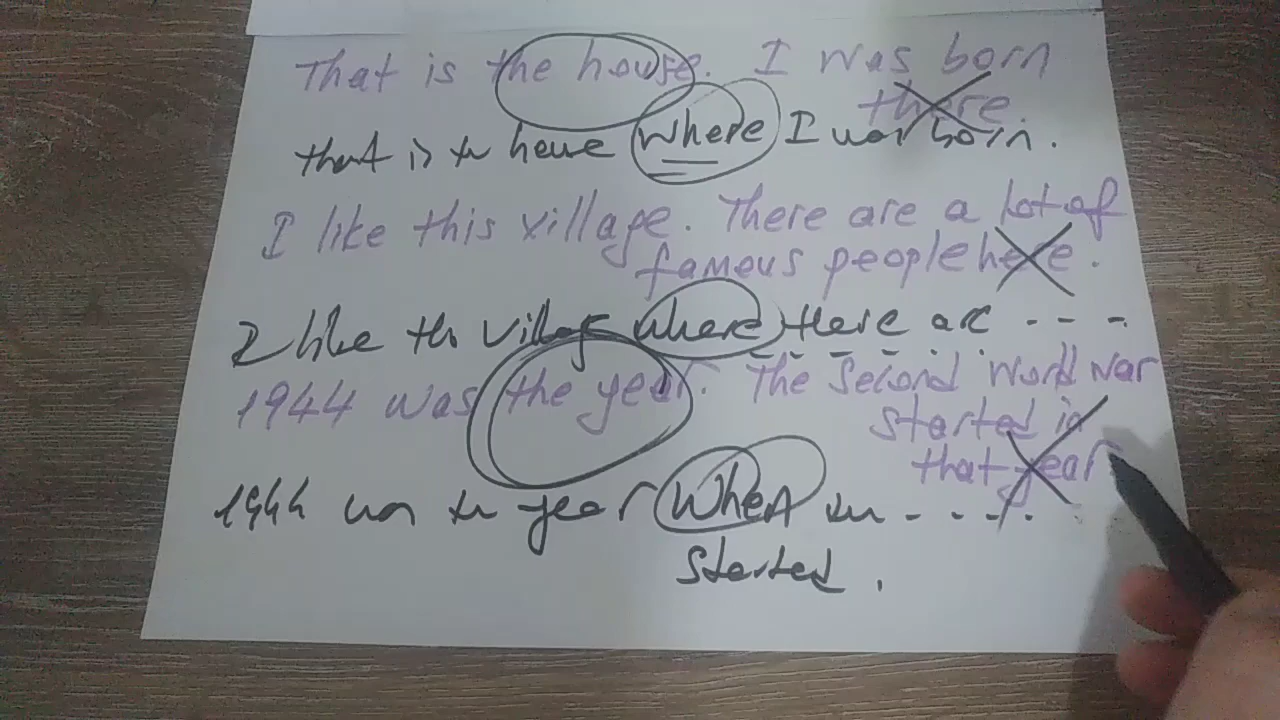 That is the house. I was born
there.
that is the house where I was born.
I like this village. There are a lot of
famous people here.
I like the village where there are - - -
1944 was the year. The Second World War
started in
that year
1944 was the year when the - - - .
started.